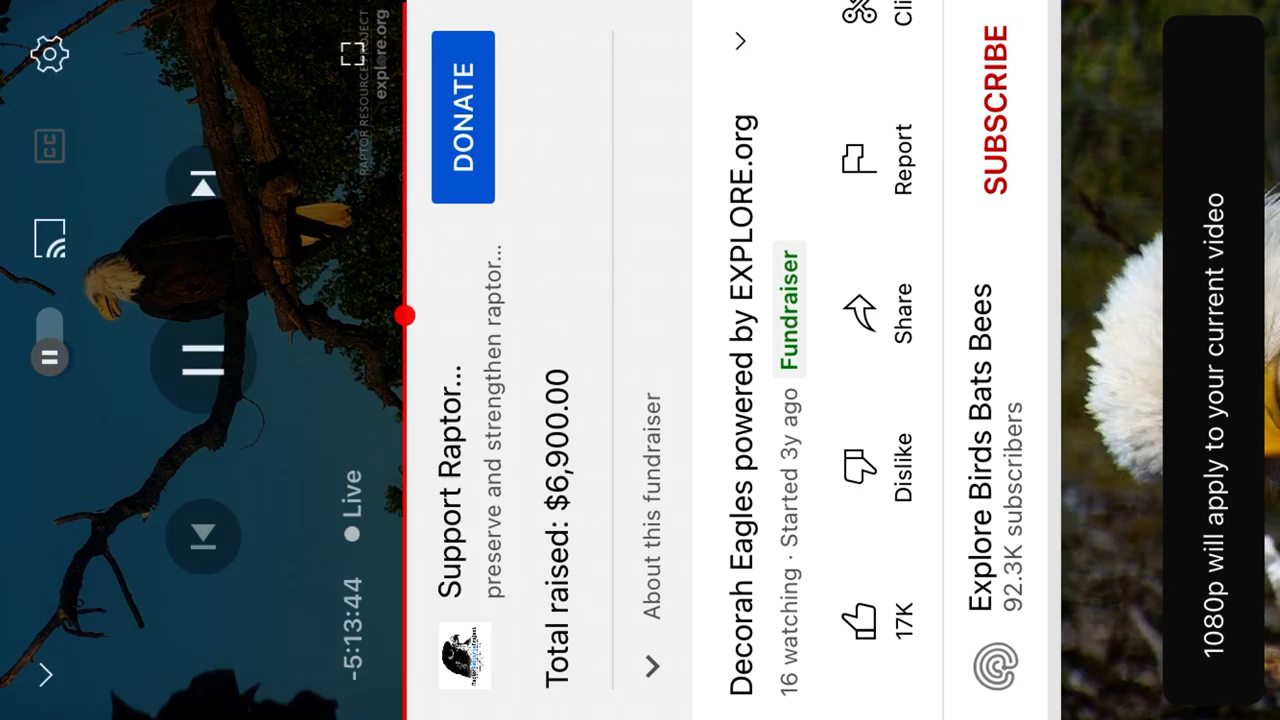 RAPTOR RESOURCE PROJECT
explore.org
-5:13:44
Live
Support Raptor...
preserve and strengthen raptor...
DONATE
Total raised: $6,900.00
About this fundraiser
Decorah Eagles powered by EXPLORE.org
16 watching · Started 3y ago Fundraiser
17K Dislike Share Report Cli
Explore Birds Bats Bees
92.3K subscribers
SUBSCRIBE
1080p will apply to your current video